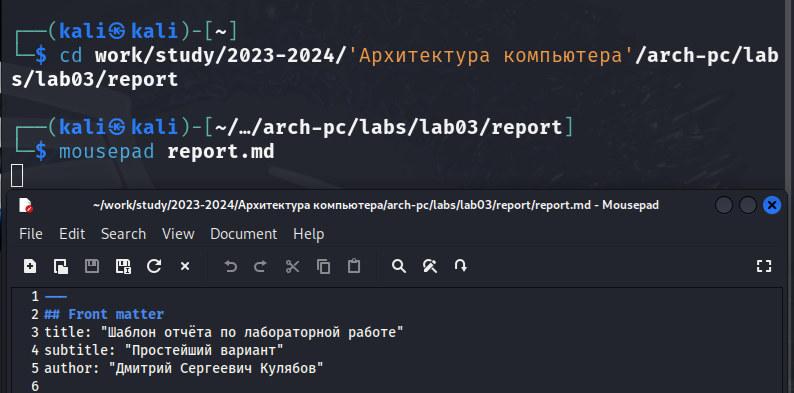 ┌──(kali㉿kali)-[~]
└─$ cd work/study/2023-2024/'Архитектура компьютера'/arch-pc/lab
s/lab03/report
┌──(kali㉿kali)-[~/…/arch-pc/labs/lab03/report]
└─$ mousepad report.md
~/work/study/2023-2024/Архитектура компьютера/arch-pc/labs/lab03/report/report.md - Mousepad
File Edit Search View Document Help
1 ---
2 ## Front matter
3 title: "Шаблон отчёта по лабораторной работе"
4 subtitle: "Простейший вариант"
5 author: "Дмитрий Сергеевич Кулябов"
6